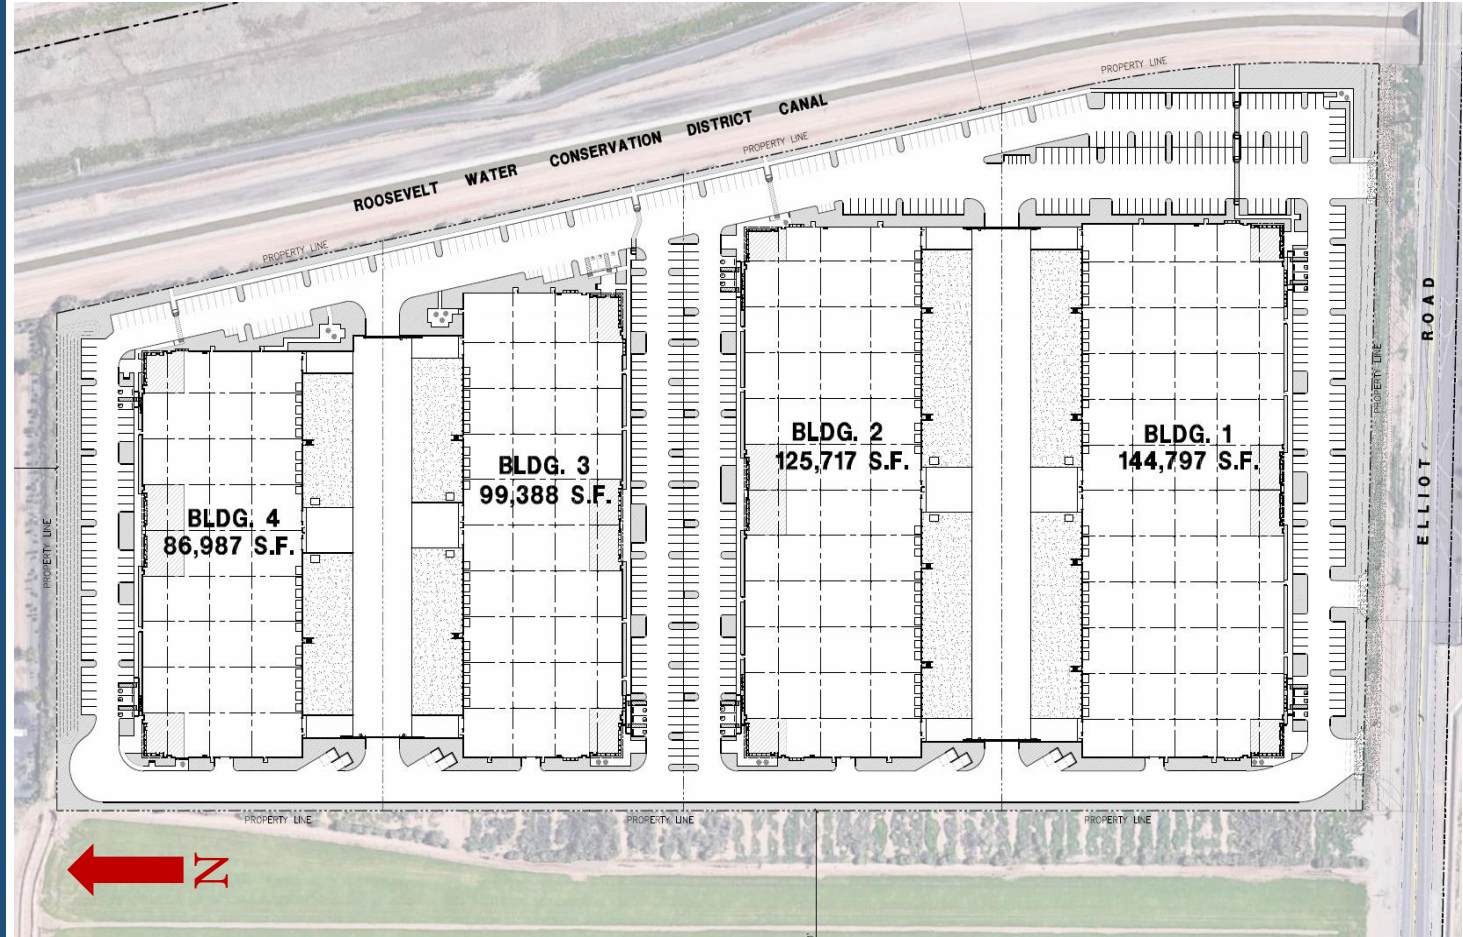 PROPERTY LINE
ROOSEVELT WATER CONSERVATION DISTRICT CANAL
PROPERTY LINE
PROPERTY LINE
ELLIOT ROAD
PROPERTY LINE
BLDG. 2
125,717 S.F.
BLDG. 1
144,797 S.F.
BLDG. 3
99,388 S.F.
BLDG. 4
86,987 S.F.
PROPERTY LINE
PROPERTY LINE
PROPERTY LINE
PROPERTY LINE
N